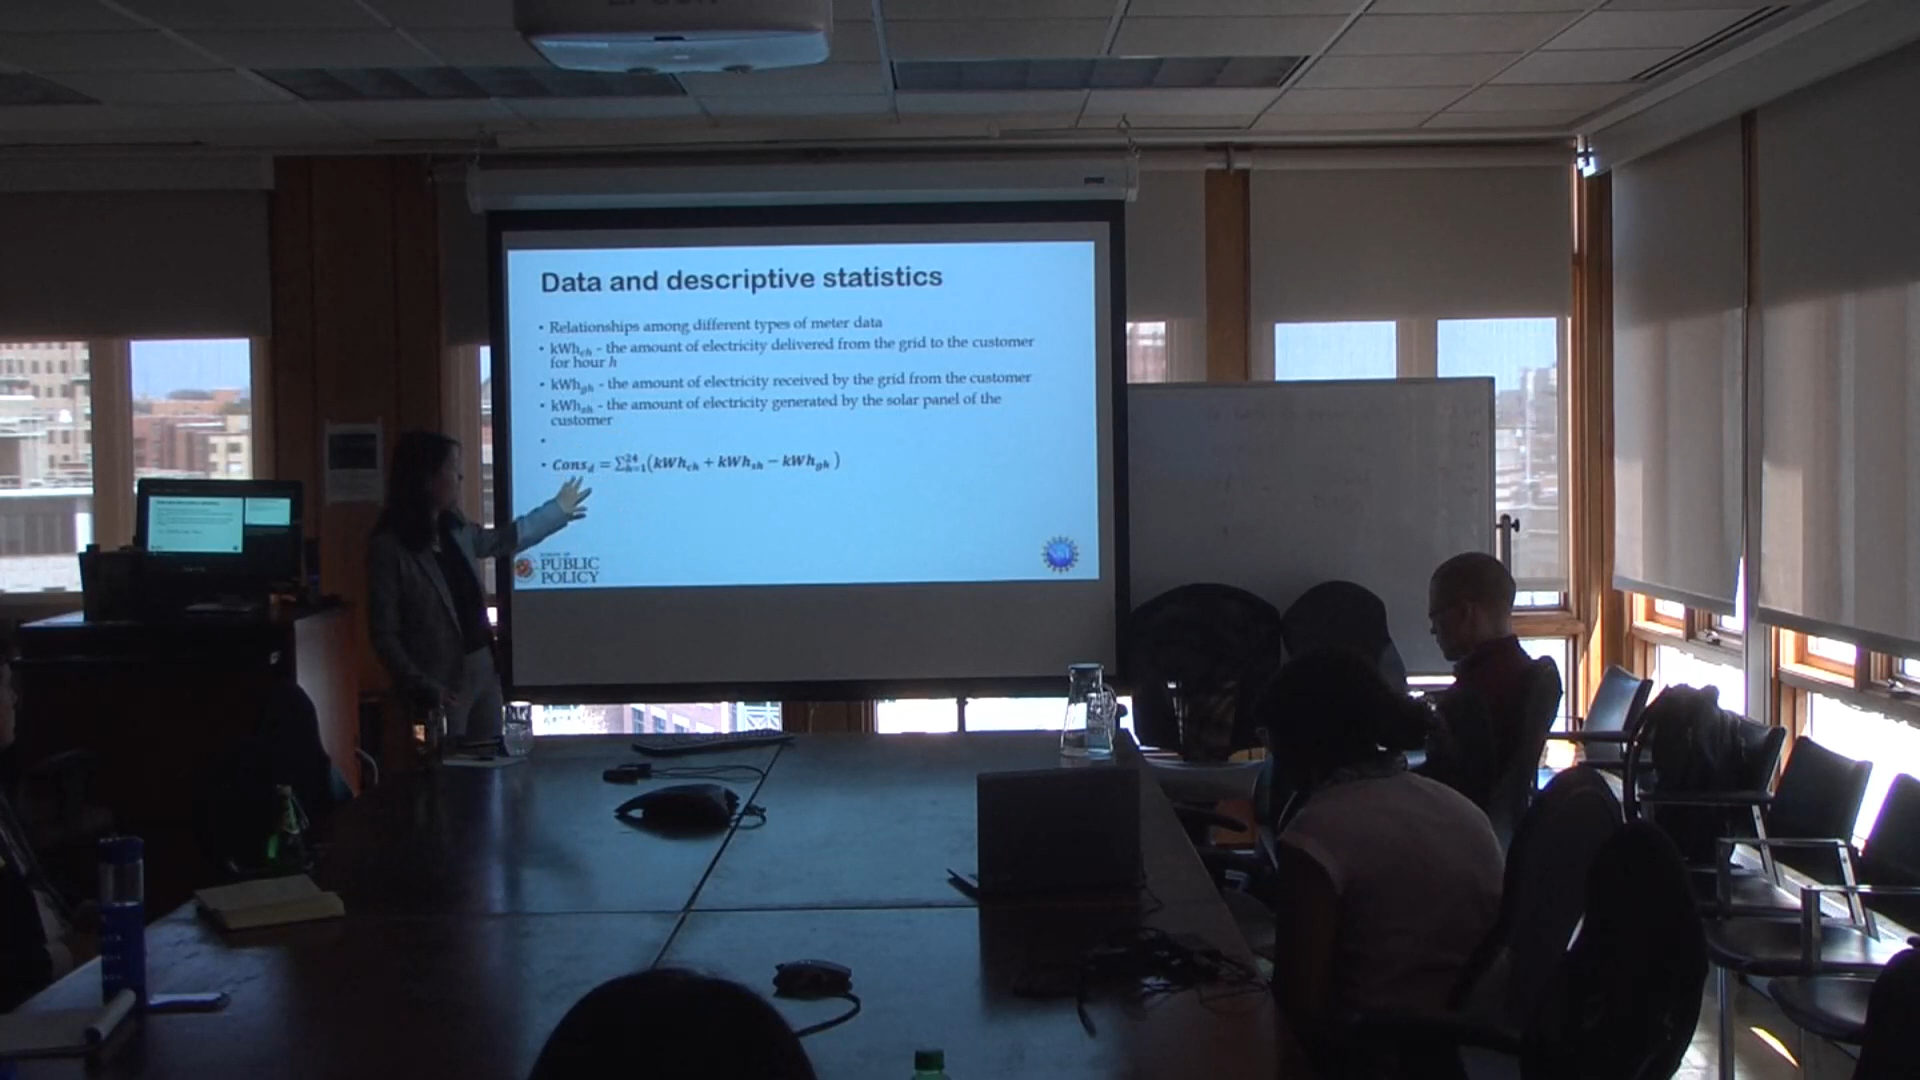 Data and descriptive statistics
• Relationships among different types of meter data
• kWh_ch - the amount of electricity delivered from the grid to the customer
for hour h
• kWh_gh - the amount of electricity received by the grid from the customer
• kWh_sh - the amount of electricity generated by the solar panel of the
customer
•
• Cons_d = ∑_{h=1}^{24}(kWh_ch + kWh_sh − kWh_gh)
SCHOOL OF
PUBLIC
POLICY